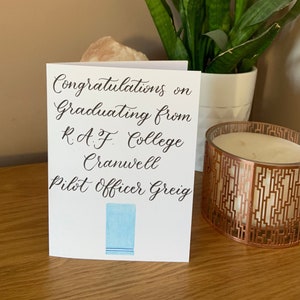 Congratulations on
Graduating from
R.A.F. College
Cranwell
Pilot Officer Greig